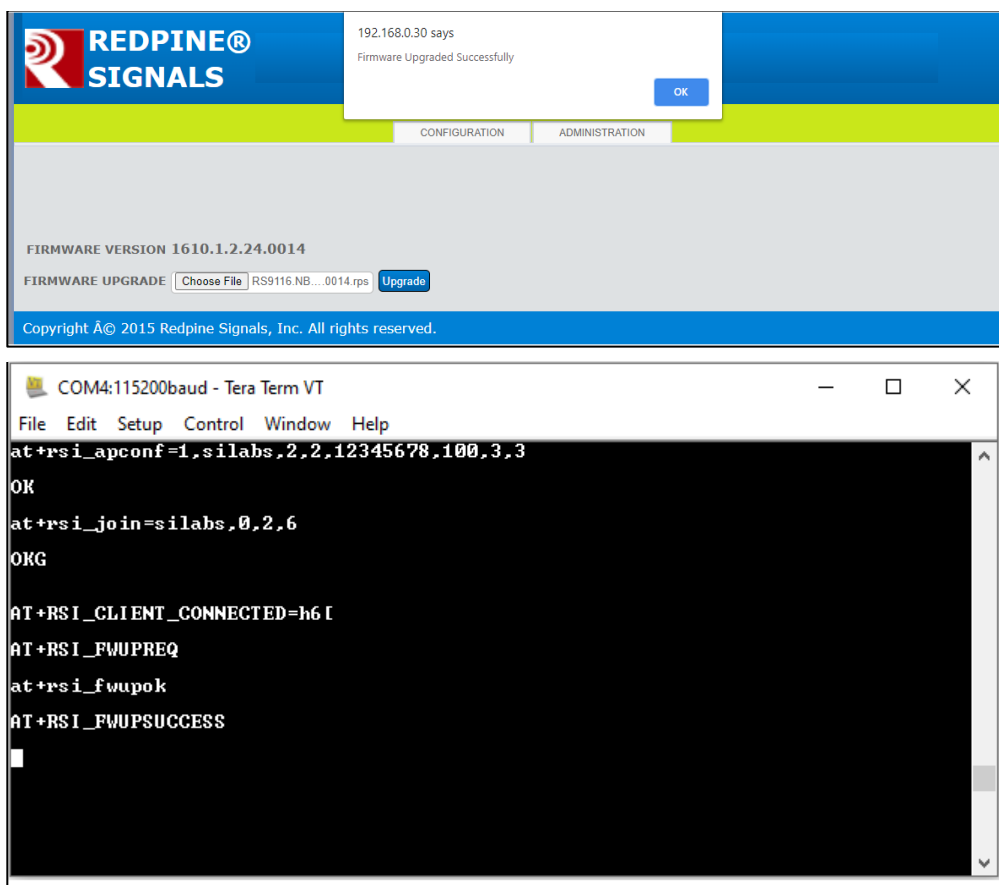 REDPINE®
SIGNALS
192.168.0.30 says
Firmware Upgraded Successfully
OK
CONFIGURATION ADMINISTRATION
FIRMWARE VERSION 1610.1.2.24.0014
FIRMWARE UPGRADE Choose File RS9116.NB....0014.rps Upgrade
Copyright Â© 2015 Redpine Signals, Inc. All rights reserved.
COM4:115200baud - Tera Term VT
File Edit Setup Control Window Help
at+rsi_apconf=1,silabs,2,2,12345678,100,3,3
OK
at+rsi_join=silabs,0,2,6
OKG
AT+RSI_CLIENT_CONNECTED=h6[
AT+RSI_FWUPREQ
at+rsi_fwupok
AT+RSI_FWUPSUCCESS